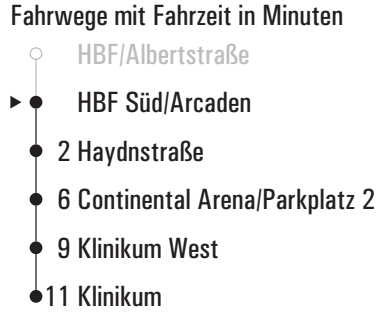 Fahrwege mit Fahrzeit in Minuten
HBF/Albertstraße
HBF Süd/Arcaden
2 Haydnstraße
6 Continental Arena/Parkplatz 2
9 Klinikum West
11 Klinikum